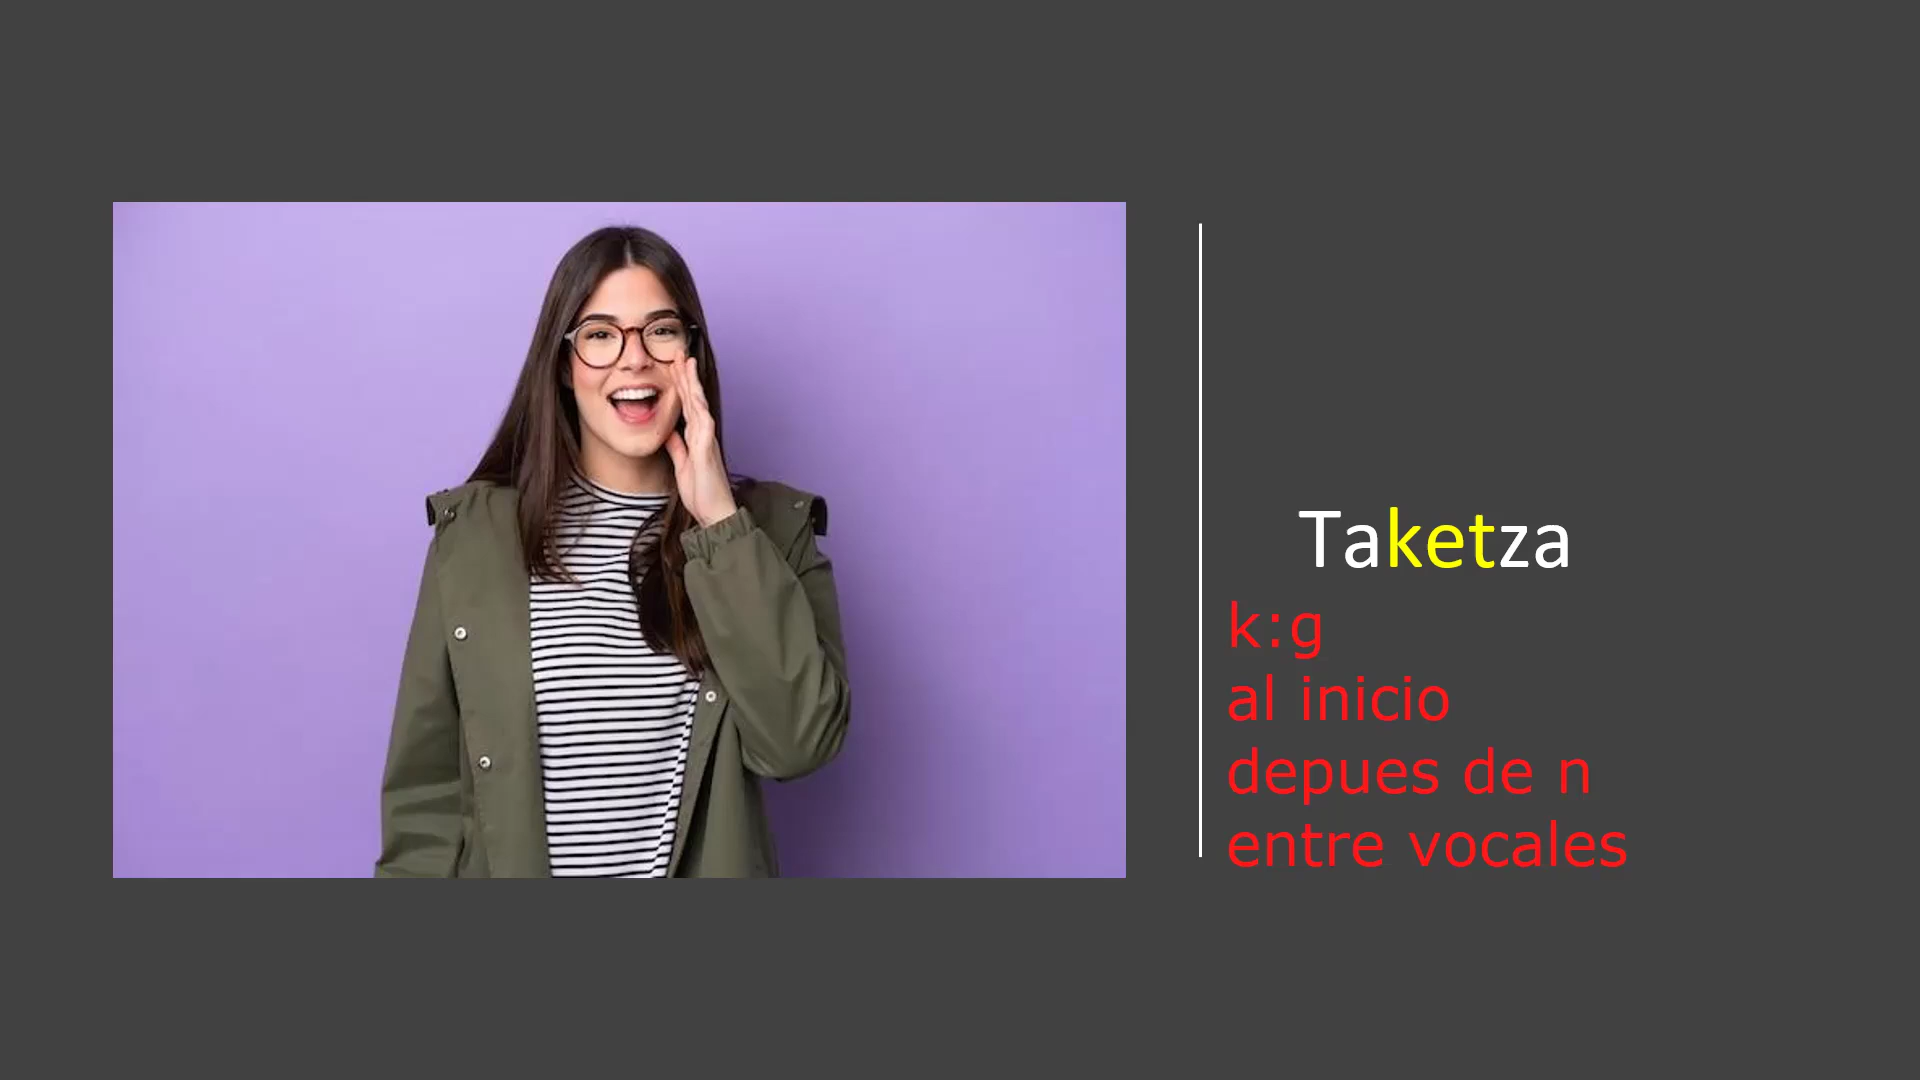 Taketza
k:g
al inicio
depues de n
entre vocales